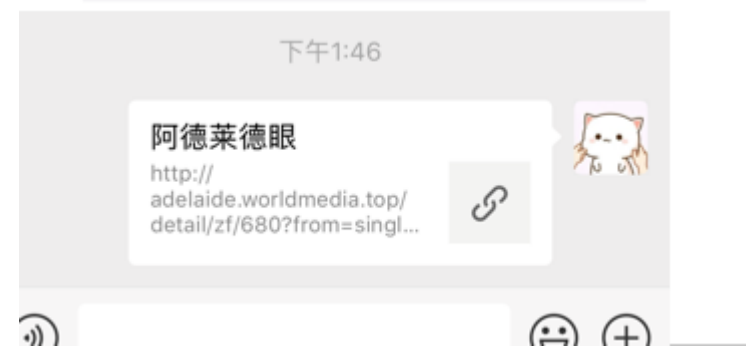 下午1:46
阿德莱德眼
http://
adelaide.worldmedia.top/
detail/zf/680?from=singl...